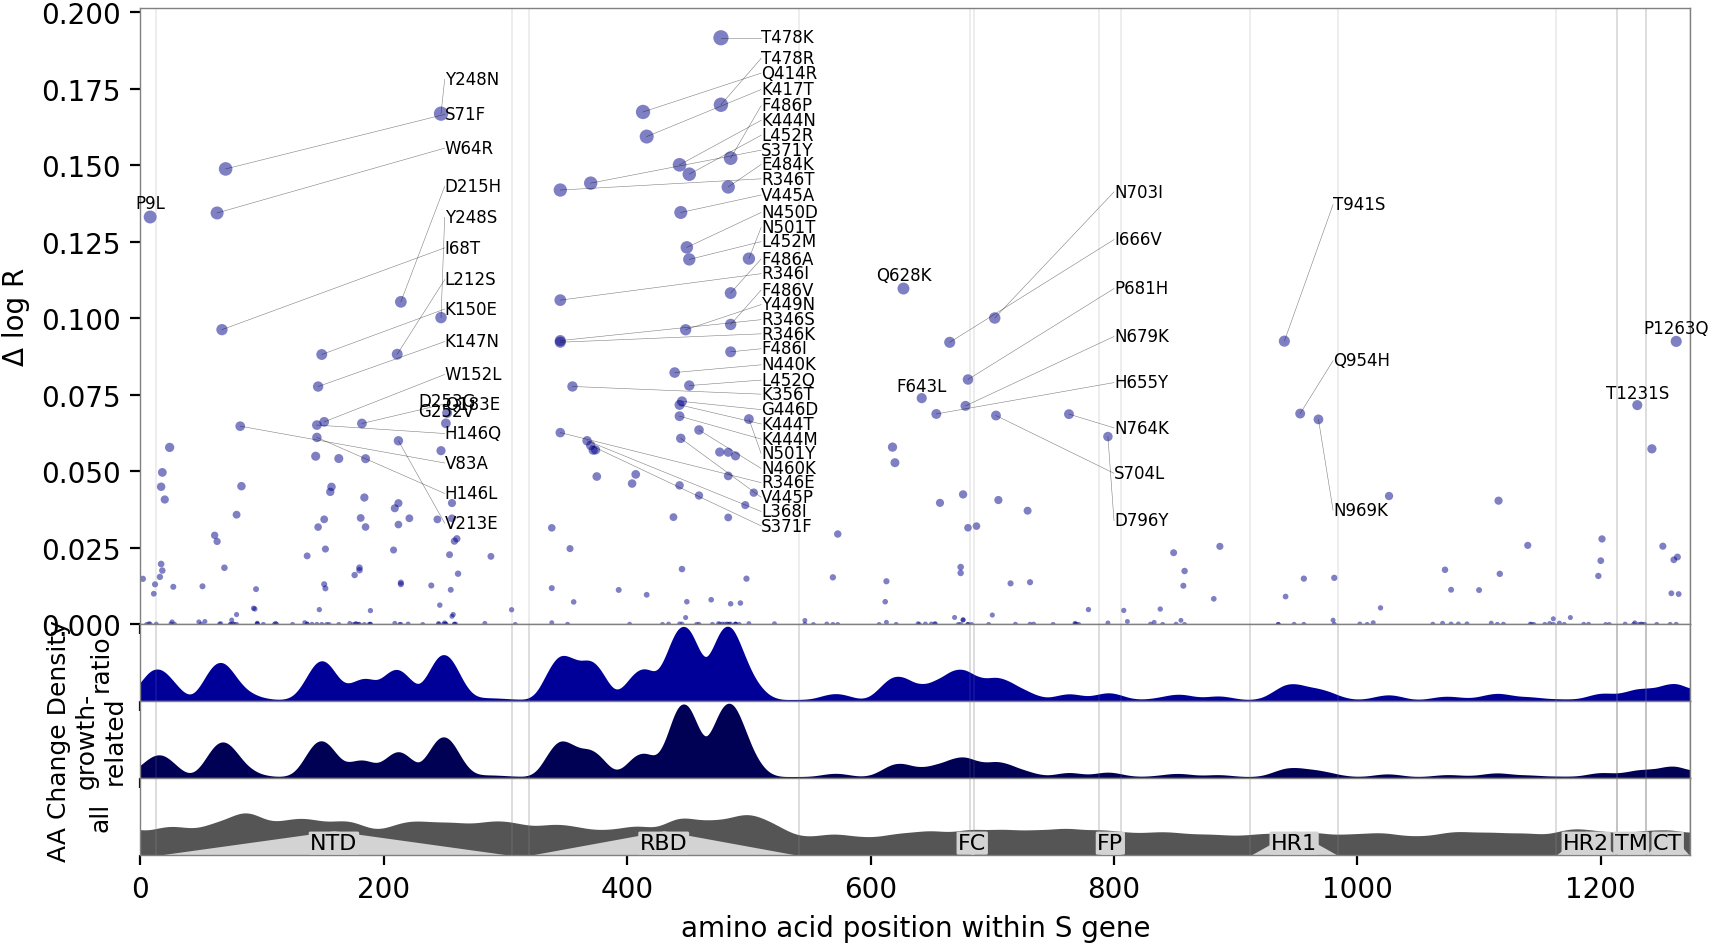 0.200
0.175
0.150
0.125
0.100
0.075
0.050
0.025
0.000
Δ log R
P9L
Y248N
S71F
W64R
D215H
Y248S
I68T
L212S
K150E
K147N
W152L
D253G
G183E
G252V
H146Q
V83A
H146L
V213E
T478K
T478R
Q414R
K417T
F486P
K444N
L452R
S371Y
E484K
R346T
V445A
N450D
N501T
L452M
F486A
R346I
F486V
Y449N
R346S
R346K
F486I
N440K
L452Q
K356T
G446D
K444T
K444M
N501Y
N460K
R346E
V445P
L368I
S371F
Q628K
F643L
N703I
I666V
P681H
N679K
H655Y
N764K
S704L
D796Y
T941S
Q954H
N969K
P1263Q
T1231S
AA Change Density
ratio
growth-
related
all
NTD
RBD
FC
FP
HR1
HR2
TM
CT
0
200
400
600
800
1000
1200
amino acid position within S gene